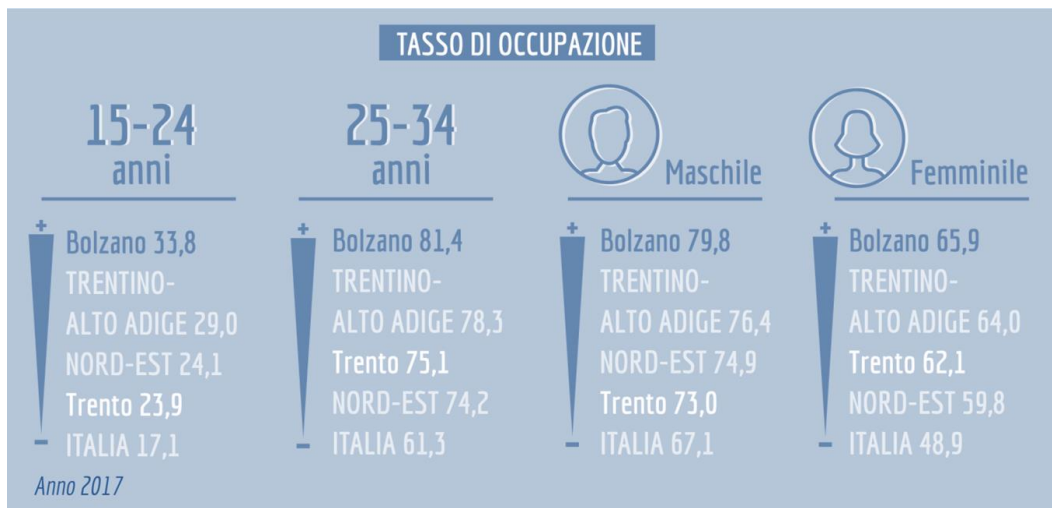 TASSO DI OCCUPAZIONE
15-24
anni
+
Bolzano 33,8
TRENTINO-
ALTO ADIGE 29,0
NORD-EST 24,1
Trento 23,9
ITALIA 17,1
-
25-34
anni
+
Bolzano 81,4
TRENTINO-
ALTO ADIGE 78,3
Trento 75,1
NORD-EST 74,2
ITALIA 61,3
-
Maschile
+
Bolzano 79,8
TRENTINO-
ALTO ADIGE 76,4
NORD-EST 74,9
Trento 73,0
ITALIA 67,1
-
Femminile
+
Bolzano 65,9
TRENTINO-
ALTO ADIGE 64,0
Trento 62,1
NORD-EST 59,8
ITALIA 48,9
-
Anno 2017